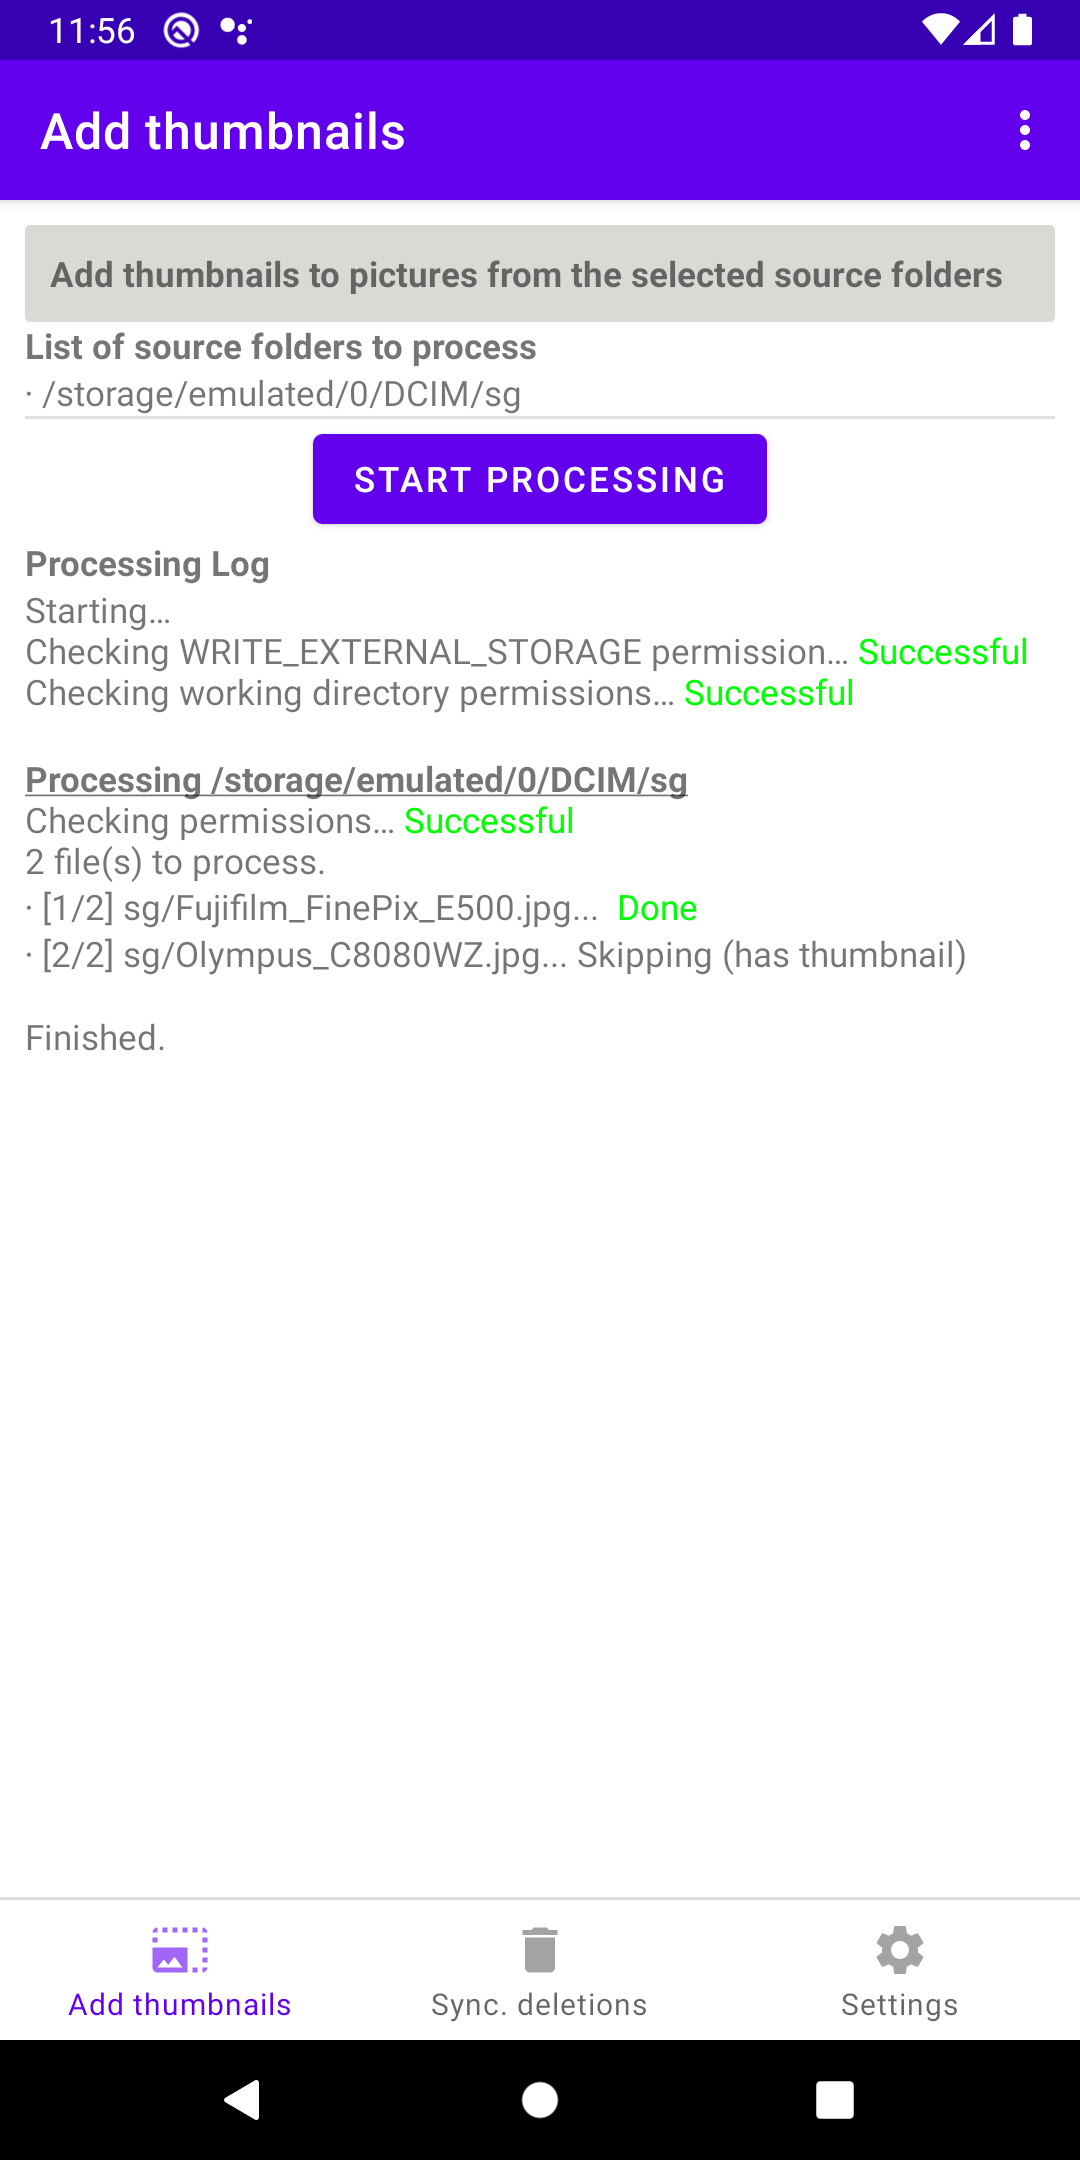 11:56
Add thumbnails
Add thumbnails to pictures from the selected source folders
List of source folders to process
· /storage/emulated/0/DCIM/sg
START PROCESSING
Processing Log
Starting…
Checking WRITE_EXTERNAL_STORAGE permission… Successful
Checking working directory permissions… Successful
Processing /storage/emulated/0/DCIM/sg
Checking permissions… Successful
2 file(s) to process.
· [1/2] sg/Fujifilm_FinePix_E500.jpg... Done
· [2/2] sg/Olympus_C8080WZ.jpg... Skipping (has thumbnail)
Finished.
Add thumbnails
Sync. deletions
Settings